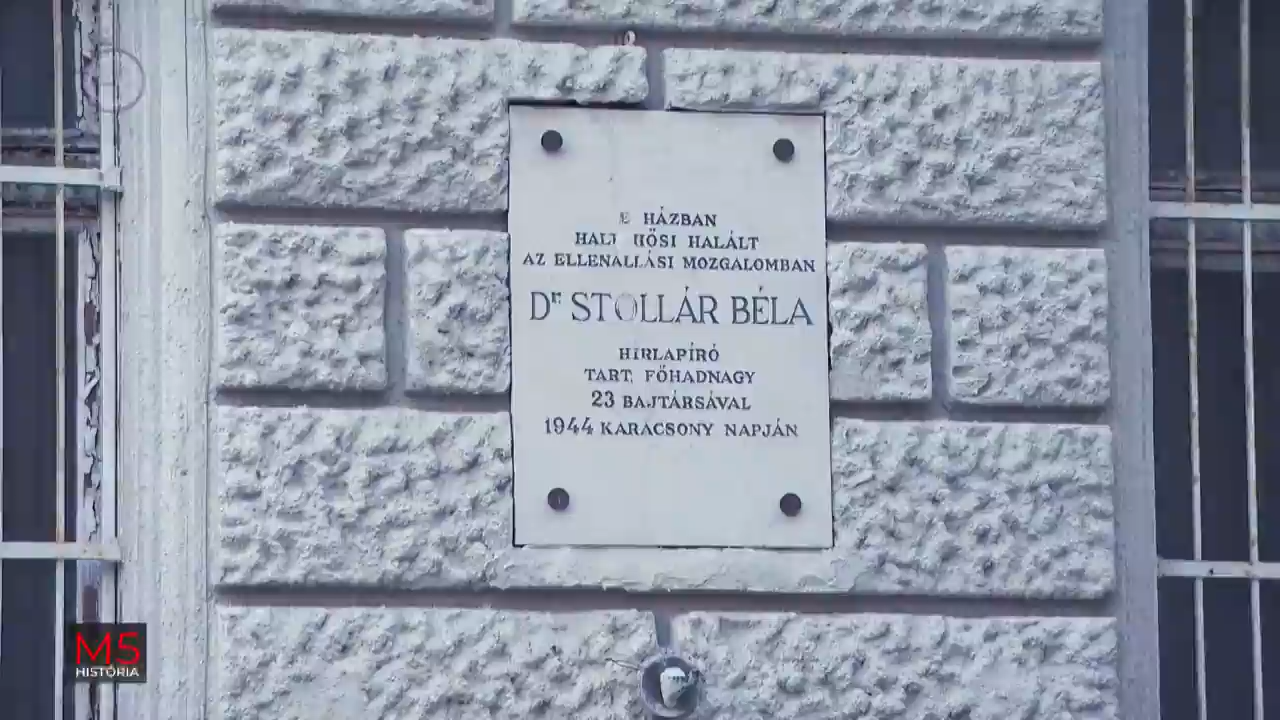 E HÁZBAN
HALT HŐSI HALÁLT
AZ ELLENÁLLÁSI MOZGALOMBAN
Dr. STOLLÁR BÉLA
HIRLAPÍRÓ
TART. FŐHADNAGY
23 BAJTÁRSÁVAL
1944 KARÁCSONY NAPJÁN
M5
HISTÓRIA